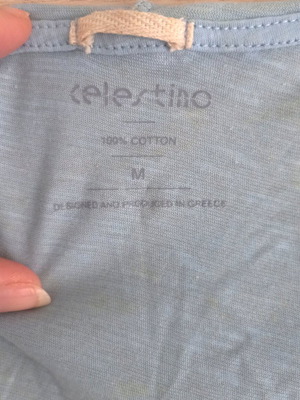 celestino
100% COTTON
M
DESIGNED AND PRODUCED IN GREECE